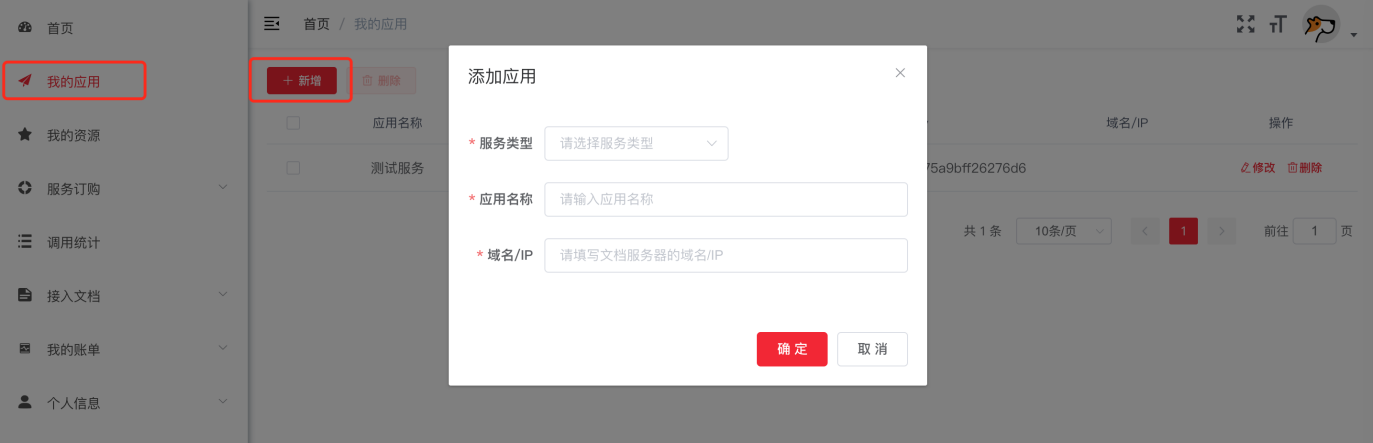 首页
我的应用
我的资源
服务订购
调用统计
接入文档
我的账单
个人信息
首页 / 我的应用
+ 新增 删除
应用名称 域名/IP 操作
测试服务 75a9bff26276d6 修改 删除
共 1 条 10条/页 1 前往 1 页
添加应用
* 服务类型 请选择服务类型
* 应用名称 请输入应用名称
* 域名/IP 请填写文档服务器的域名/IP
确 定 取 消